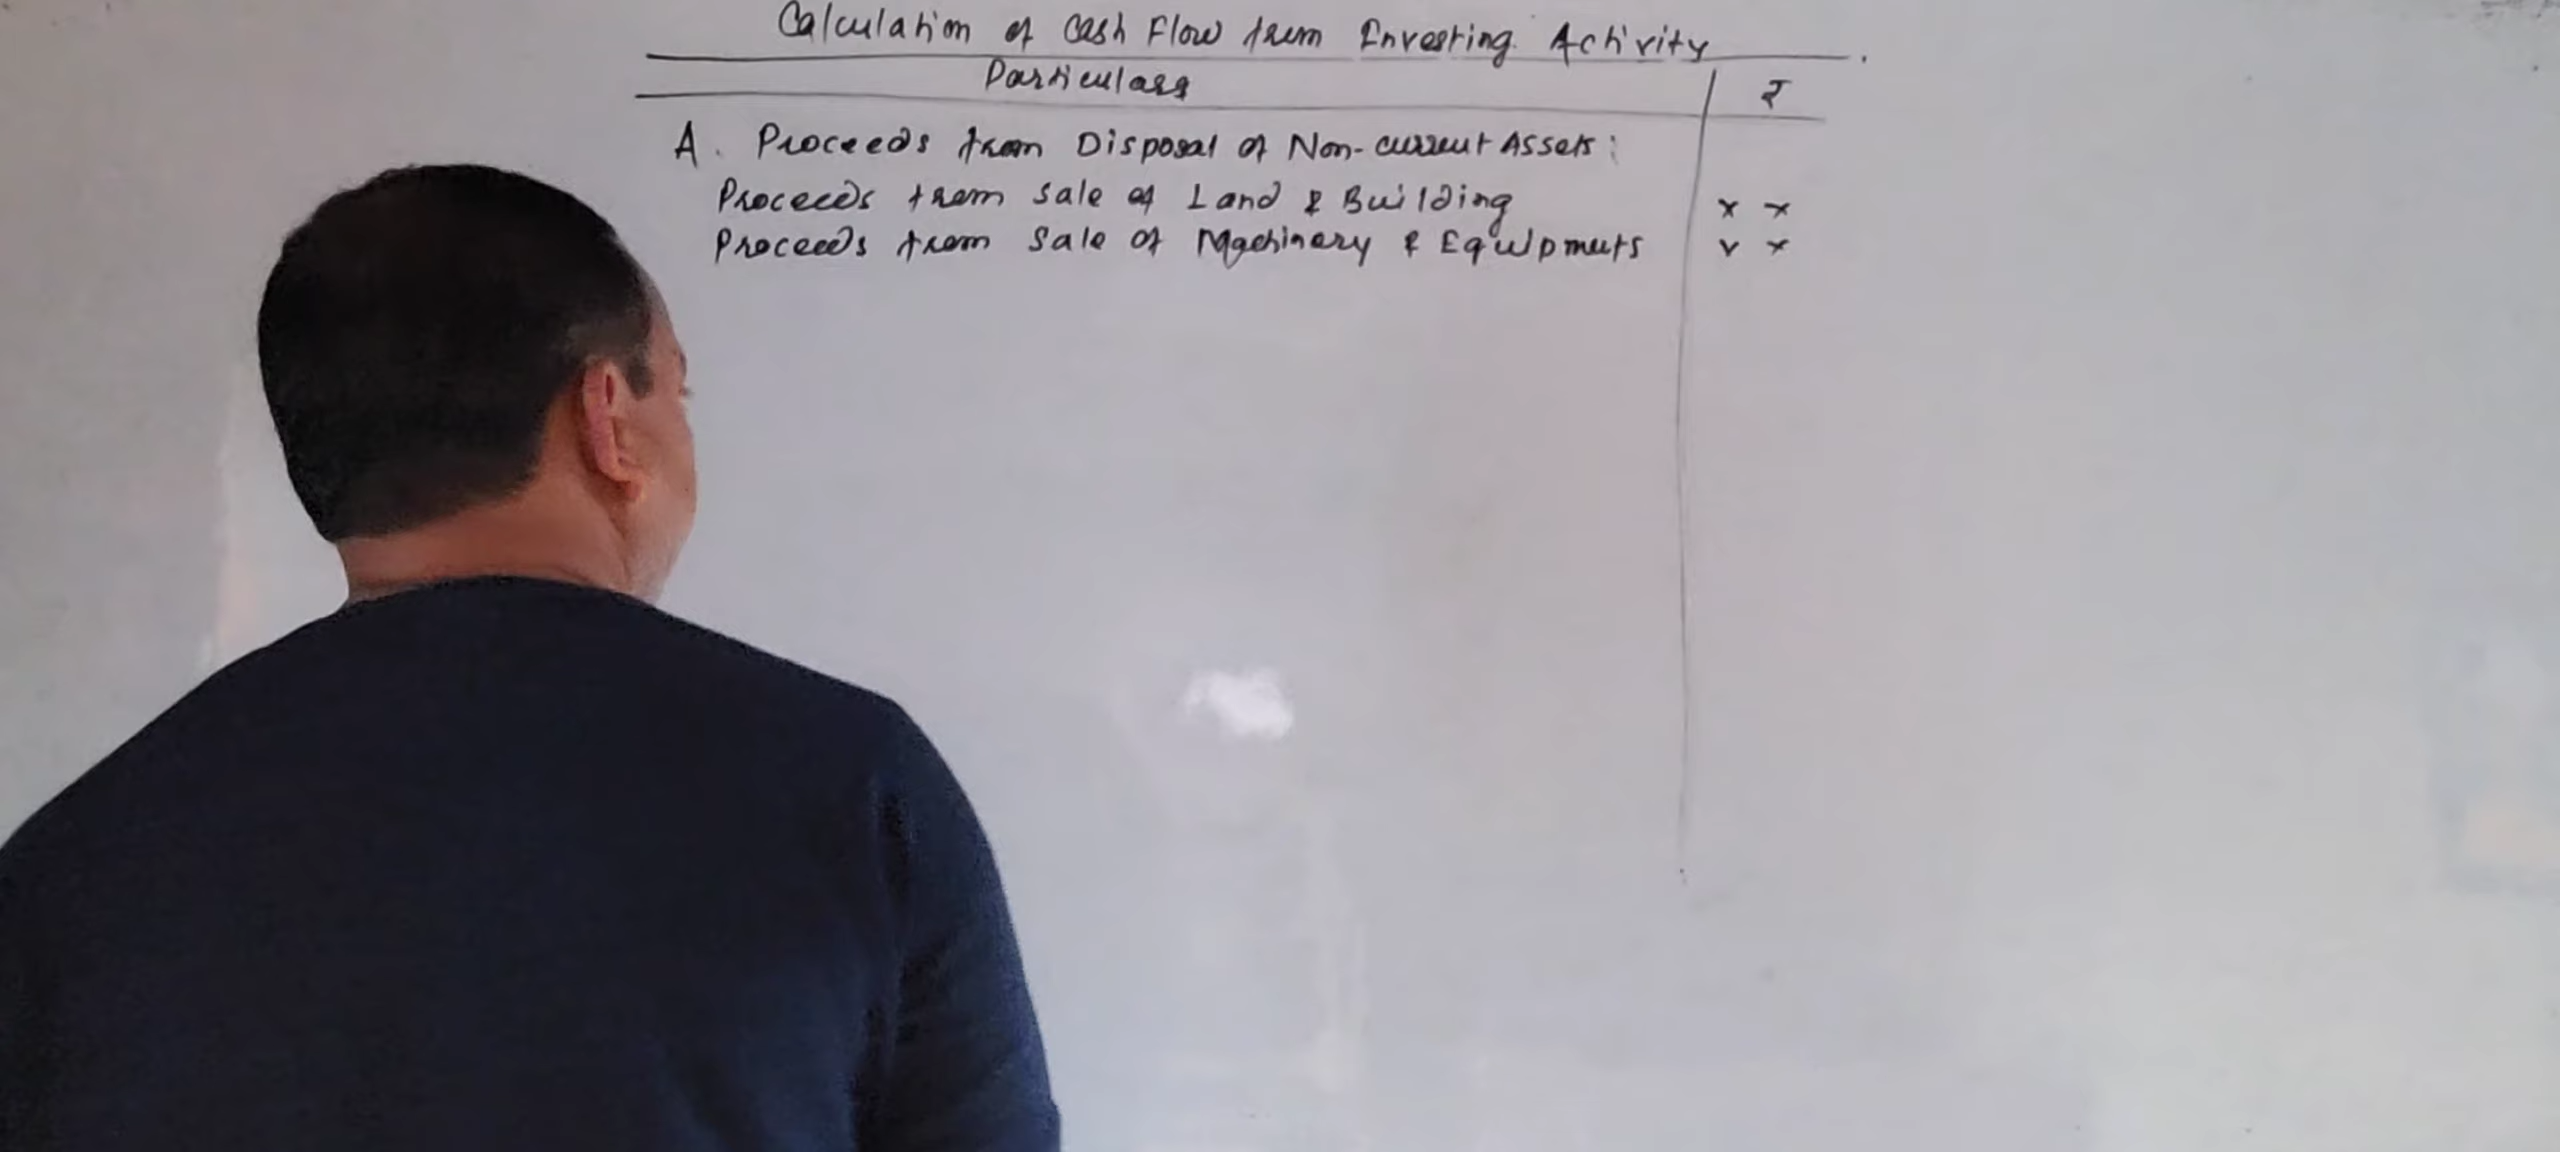 Calculation of Cash Flow from Investing Activity
Particulars ₹
A. Proceeds from Disposal of Non-current Assets:
Proceeds from sale of Land & Building x x
Proceeds from Sale of Machinery & Equipments x x